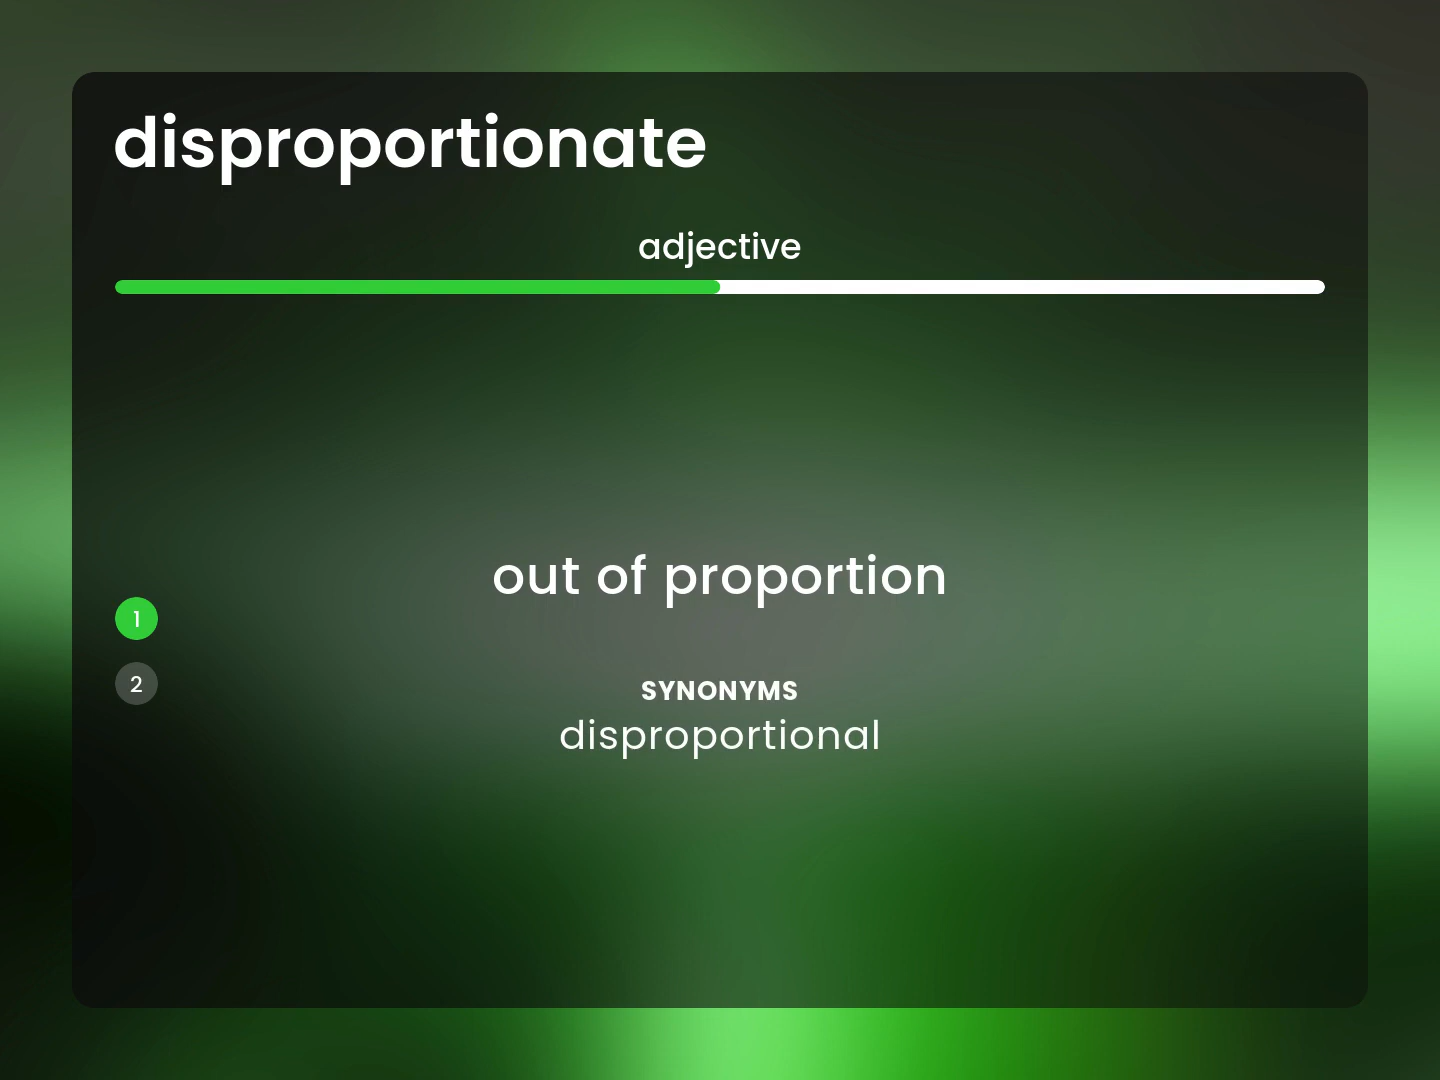 disproportionate
adjective
out of proportion
1
2
SYNONYMS
disproportional